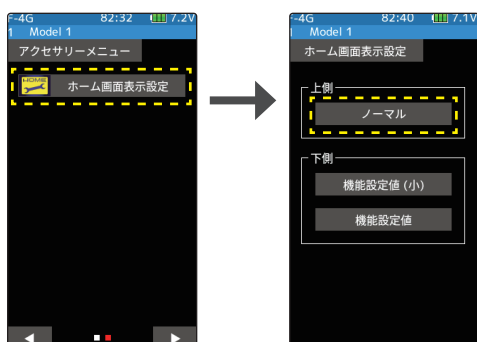 F-4G 82:32 7.2V
1 Model 1
アクセサリーメニュー
HOME ホーム画面表示設定
F-4G 82:40 7.1V
1 Model 1
ホーム画面表示設定
上側
ノーマル
下側
機能設定値 (小)
機能設定値